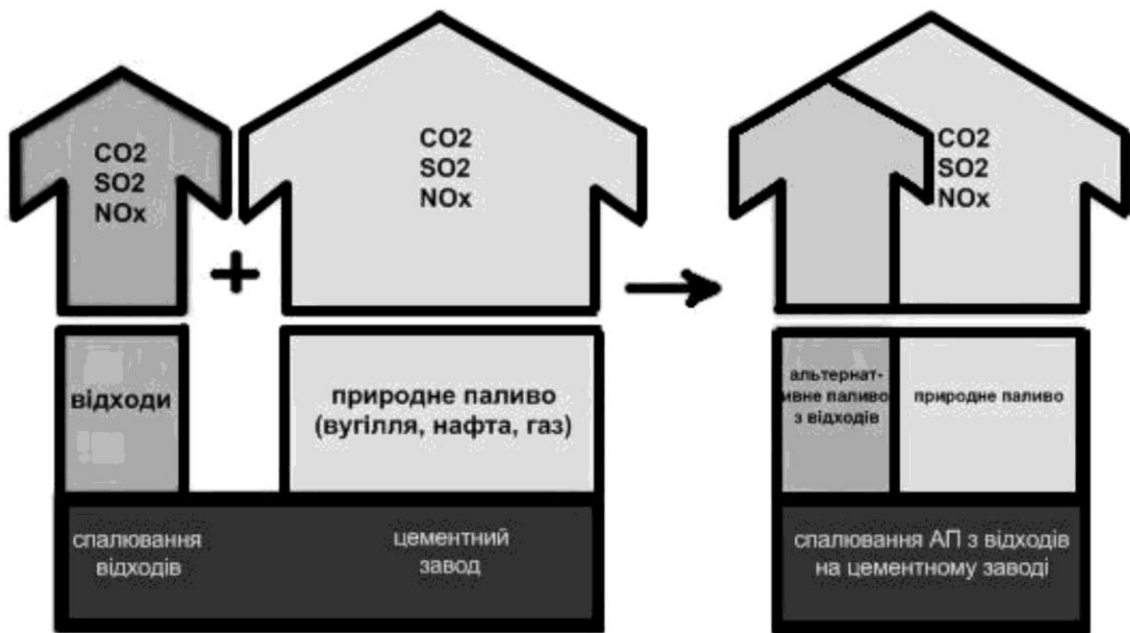 CO2
SO2
NOx
+
CO2
SO2
NOx
CO2
SO2
NOx
відходи
природне паливо
(вугілля, нафта, газ)
альтернат-
ивне паливо
з відходів
природне паливо
спалювання
відходів
цементний
завод
спалювання АП з відходів
на цементному заводі